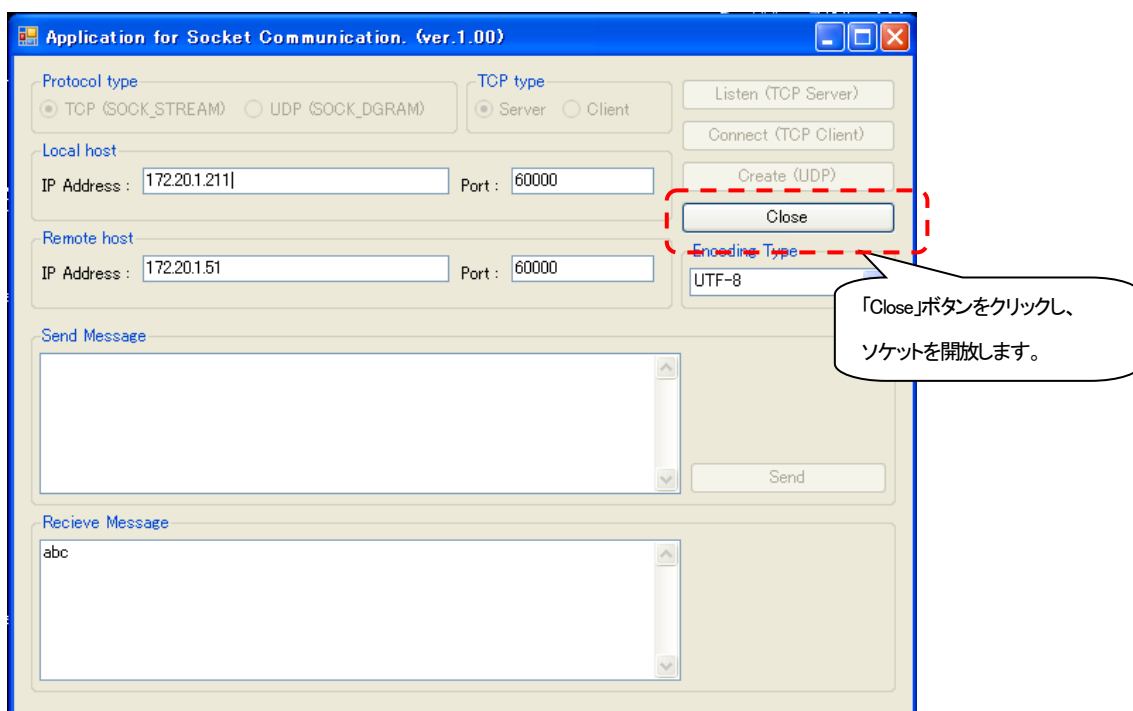 Application for Socket Communication. (ver.1.00)
Protocol type
TCP (SOCK_STREAM)
UDP (SOCK_DGRAM)
TCP type
Server
Client
Listen (TCP Server)
Connect (TCP Client)
Create (UDP)
Close
Local host
IP Address :
172.20.1.211
Port :
60000
Remote host
IP Address :
172.20.1.51
Port :
60000
Encoding Type
UTF-8
「Close」ボタンをクリックし、
ソケットを開放します。
Send Message
Send
Recieve Message
abc